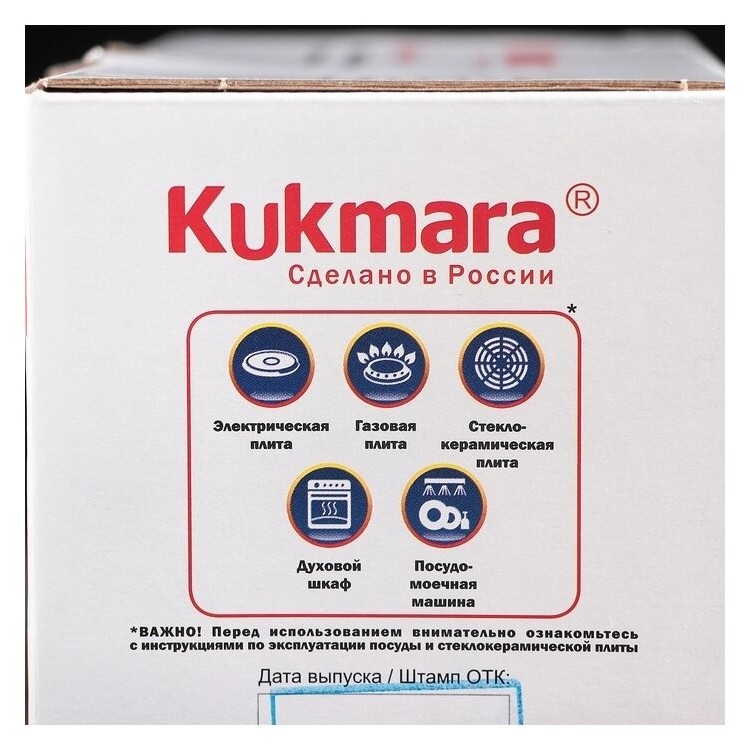 Kukmara®
Сделано в России
*
Электрическая
плита
Газовая
плита
Стекло-
керамическая
плита
Духовой
шкаф
Посудо-
моечная
машина
*ВАЖНО! Перед использованием внимательно ознакомьтесь
с инструкциями по эксплуатации посуды и стеклокерамической плиты
Дата выпуска / Штамп ОТК: